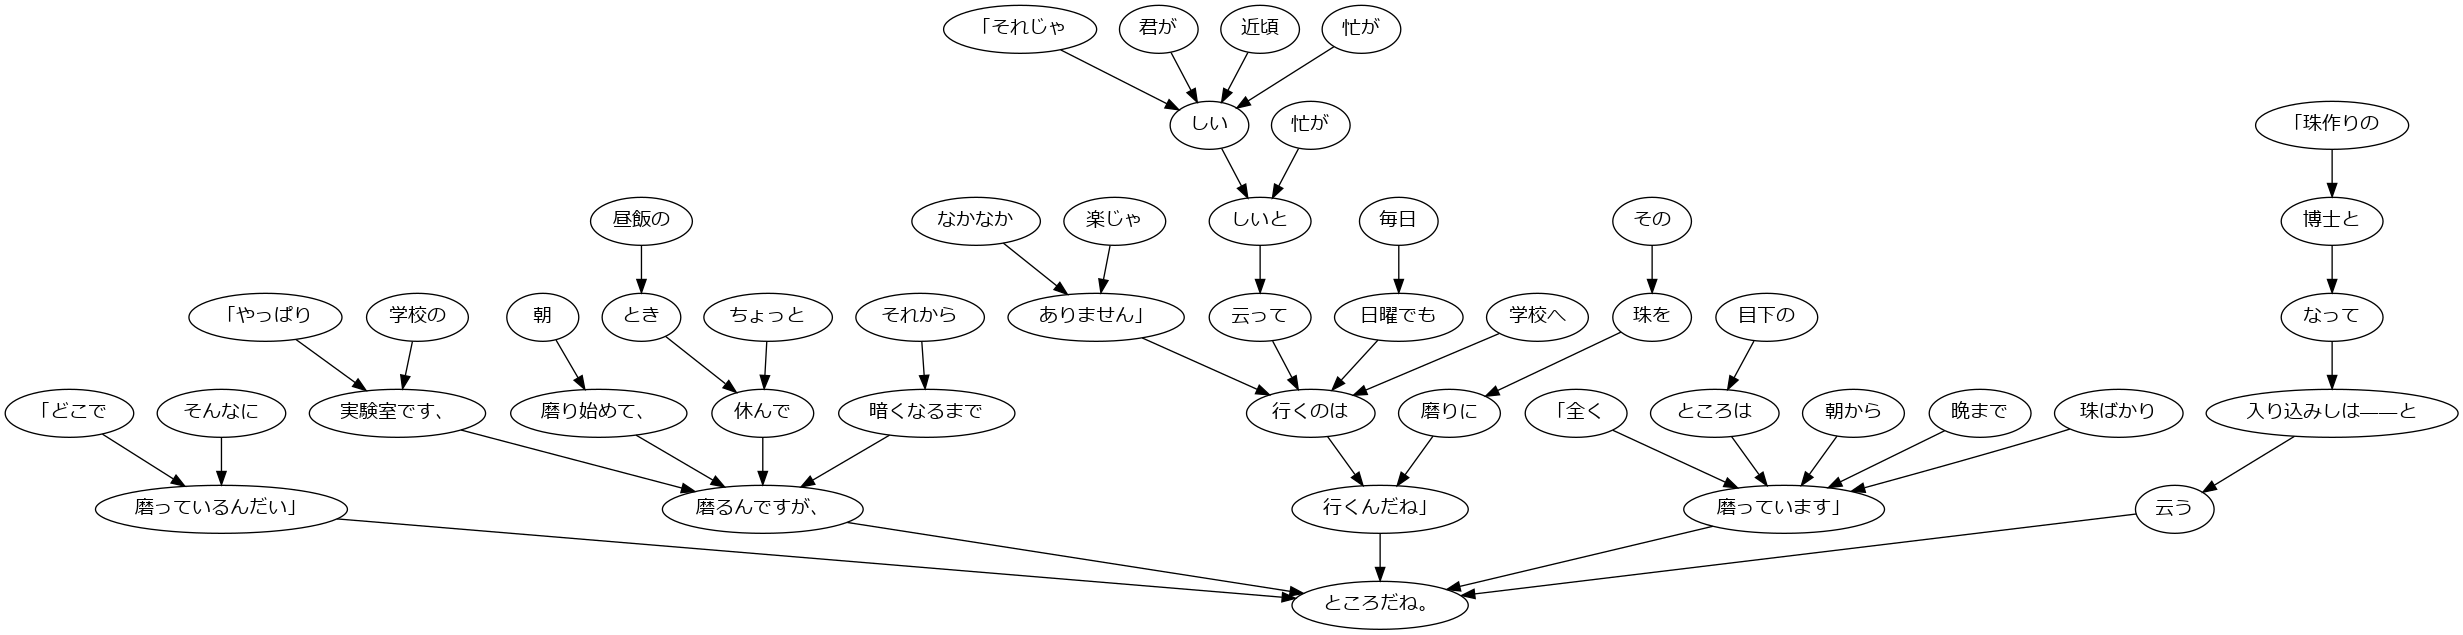 「それじゃ 君が 近頃 忙が
しい 忙が 「珠作りの
昼飯の なかなか 楽じゃ しいと 毎日 その 博士と
「やっぱり 学校の 朝 とき ちょっと それから ありません」 云って 日曜でも 学校へ 珠を 目下の なって
「どこで そんなに 実験室です、 磨り始めて、 休んで 暗くなるまで 行くのは 磨りに 「全く ところは 朝から 晩まで 珠ばかり 入り込みしは――と
磨っているんだい」 磨るんですが、 行くんだね」 磨っています」 云う
ところだね。